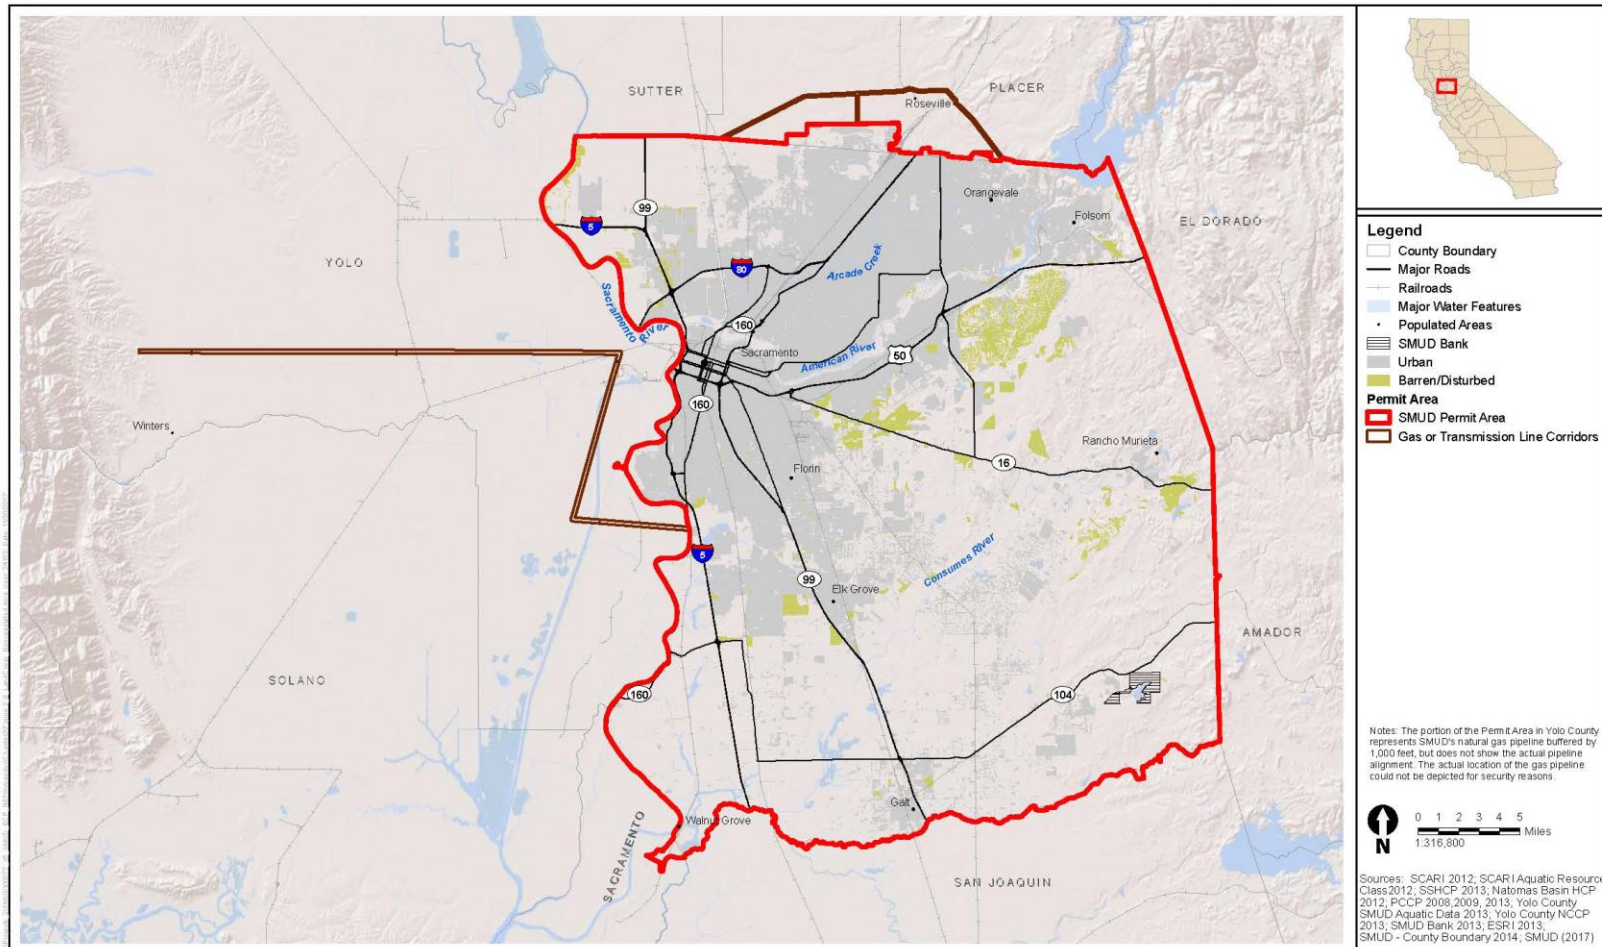 SUTTER
PLACER
Roseville
EL DORADO
YOLO
99
5
80
Orangevale
Folsom
Arcade Creek
Sacramento
River
160
Sacramento
American River
50
160
Winters
Rancho Murieta
16
Florin
5
Consumes River
99
Elk Grove
AMADOR
SOLANO
160
104
Galt
Walnut Grove
SACRAMENTO
SAN JOAQUIN
Legend
County Boundary
Major Roads
Railroads
Major Water Features
Populated Areas
SMUD Bank
Urban
Barren/Disturbed
Permit Area
SMUD Permit Area
Gas or Transmission Line Corridors
Notes: The portion of the Permit Area in Yolo County
represents SMUD's natural gas pipeline buffered by
1,000 feet, but does not show the actual pipeline
alignment. The actual location of the gas pipeline
could not be depicted for security reasons.
N
0 1 2 3 4 5
Miles
1:316,800
Sources: SCARI 2012; SCARI Aquatic Resource
Class2012; SSHCP 2013; Natomas Basin HCP
2012; PCCP 2008,2009, 2013; Yolo County
SMUD Aquatic Data 2013; Yolo County NCCP
2013; SMUD Bank 2013; ESRI 2013;
SMUD - County Boundary 2014; SMUD (2017)